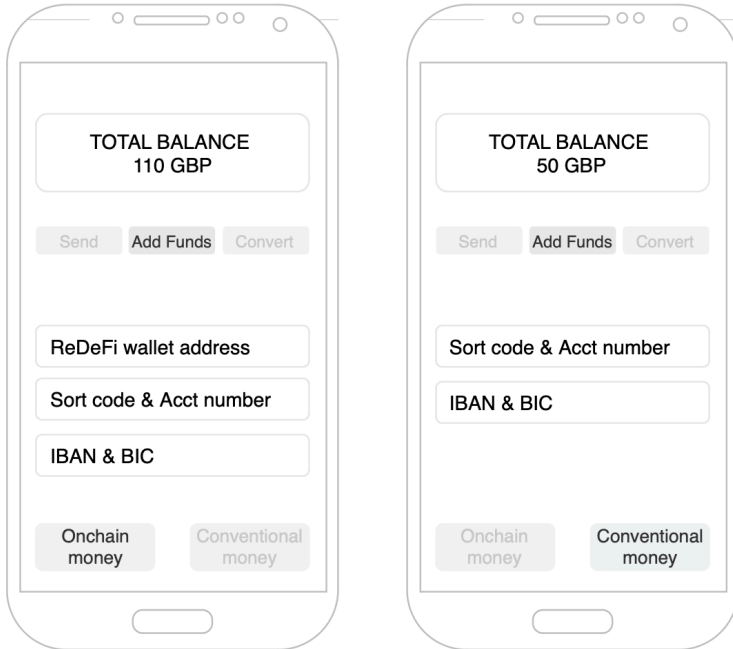 TOTAL BALANCE
110 GBP
Send
Add Funds
Convert
ReDeFi wallet address
Sort code & Acct number
IBAN & BIC
Onchain
money
Conventional
money
TOTAL BALANCE
50 GBP
Send
Add Funds
Convert
Sort code & Acct number
IBAN & BIC
Onchain
money
Conventional
money